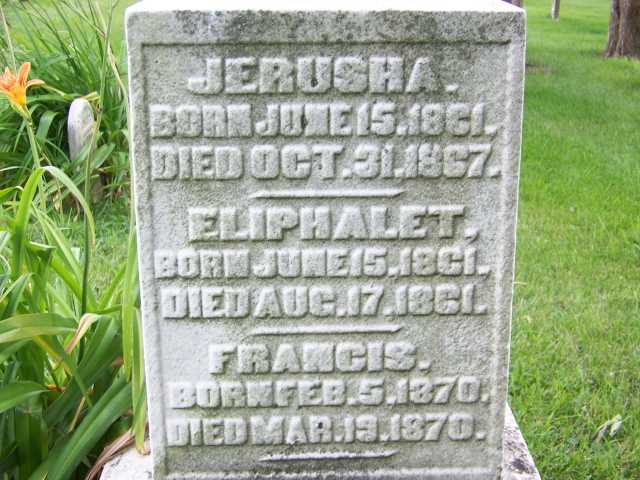 JERUSHA.
BORN JUNE 15, 1861.
DIED OCT. 31, 1867.
ELIPHALET,
BORN JUNE 15, 1861.
DIED AUG. 17, 1861.
FRANCIS.
BORN FEB. 5, 1870.
DIED MAR. 19, 1870.